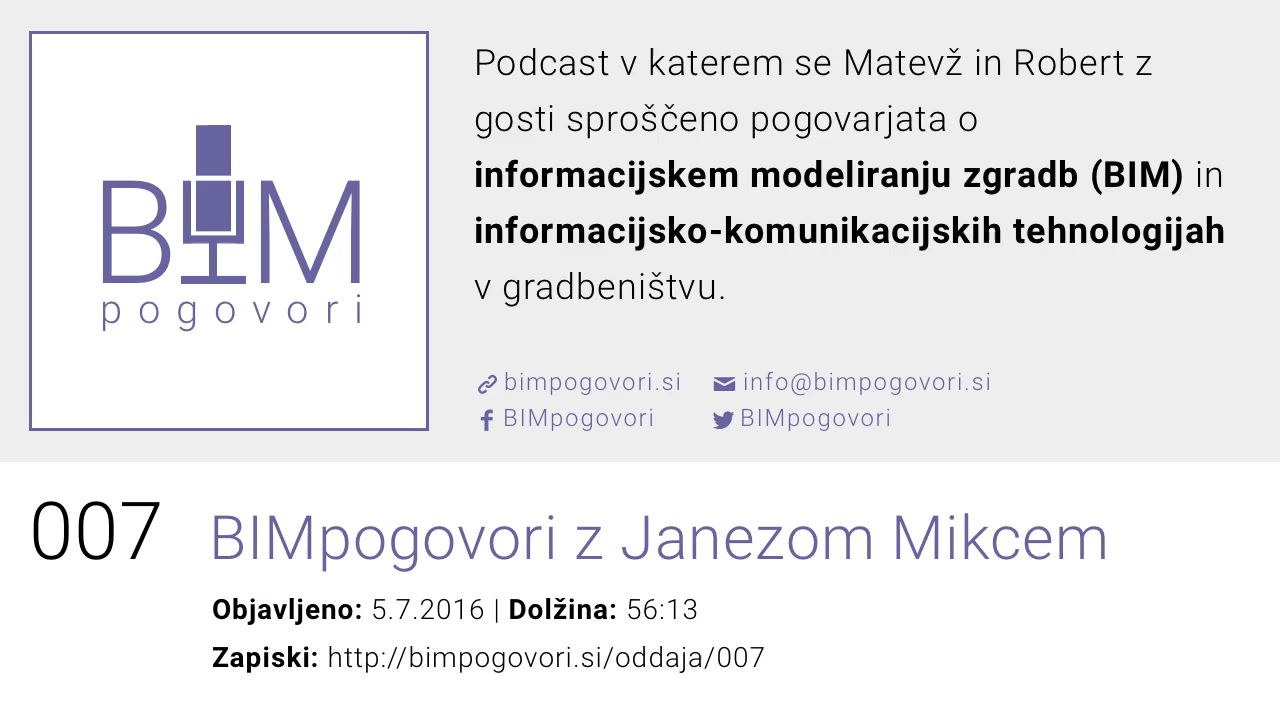 BIM
pogovori
Podcast v katerem se Matevž in Robert z
gosti sproščeno pogovarjata o
informacijskem modeliranju zgradb (BIM) in
informacijsko-komunikacijskih tehnologijah
v gradbeništvu.
bimpogovori.si info@bimpogovori.si
BIMpogovori BIMpogovori
007 BIMpogovori z Janezom Mikcem
Objavljeno: 5.7.2016 | Dolžina: 56:13
Zapiski: http://bimpogovori.si/oddaja/007